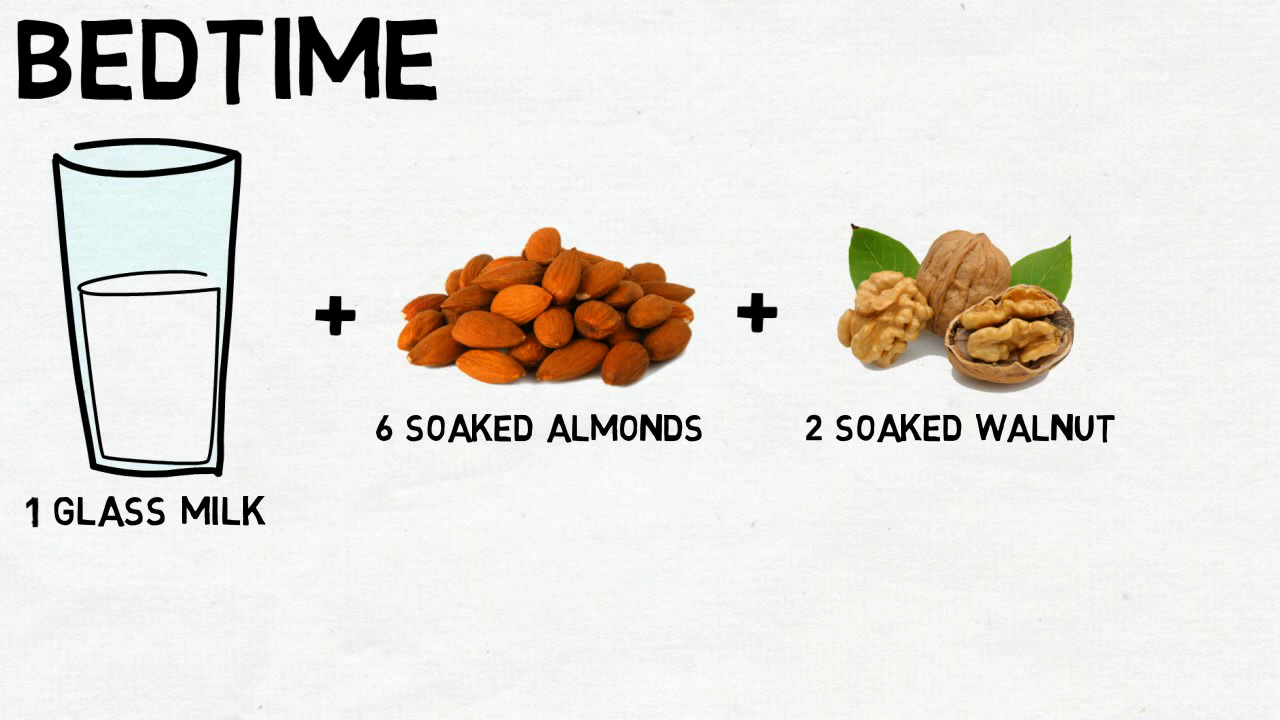 BEDTIME
+
+
6 SOAKED ALMONDS
2 SOAKED WALNUT
1 GLASS MILK